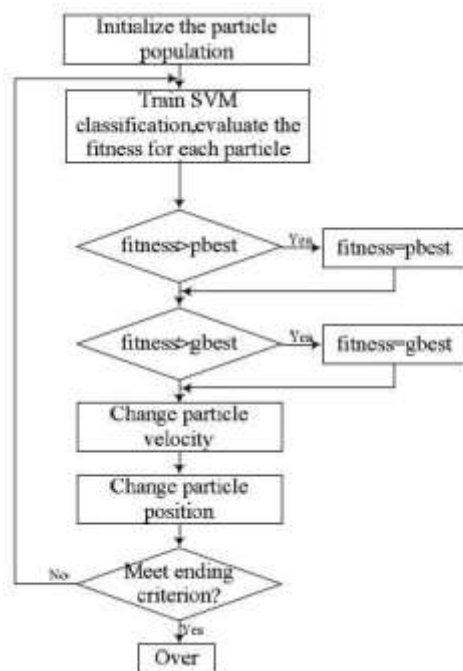 Initialize the particle
population
Train SVM
classification,evaluate the
fitness for each particle
fitness>pbest
Yes
fitness=pbest
fitness>gbest
Yes
fitness=gbest
Change particle
velocity
Change particle
position
Meet ending
criterion?
No
Yes
Over